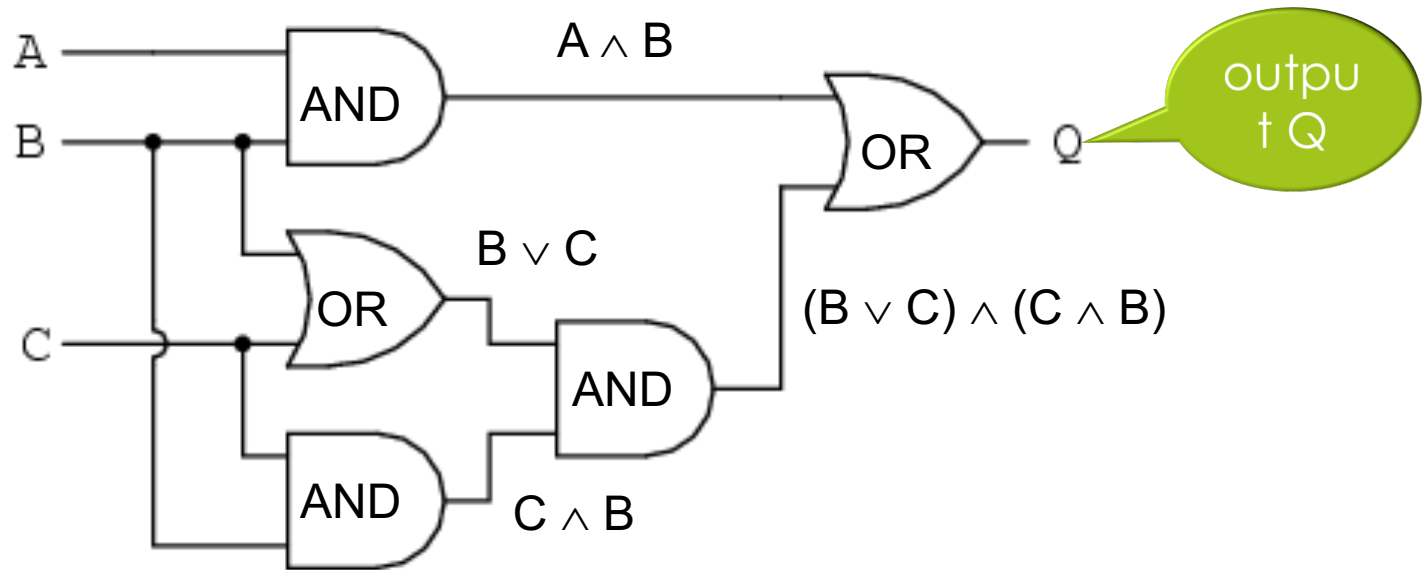 A
AND
A ∧ B
OR
Q
outpu
t Q
B
OR
B ∨ C
C
AND
(B ∨ C) ∧ (C ∧ B)
AND
C ∧ B